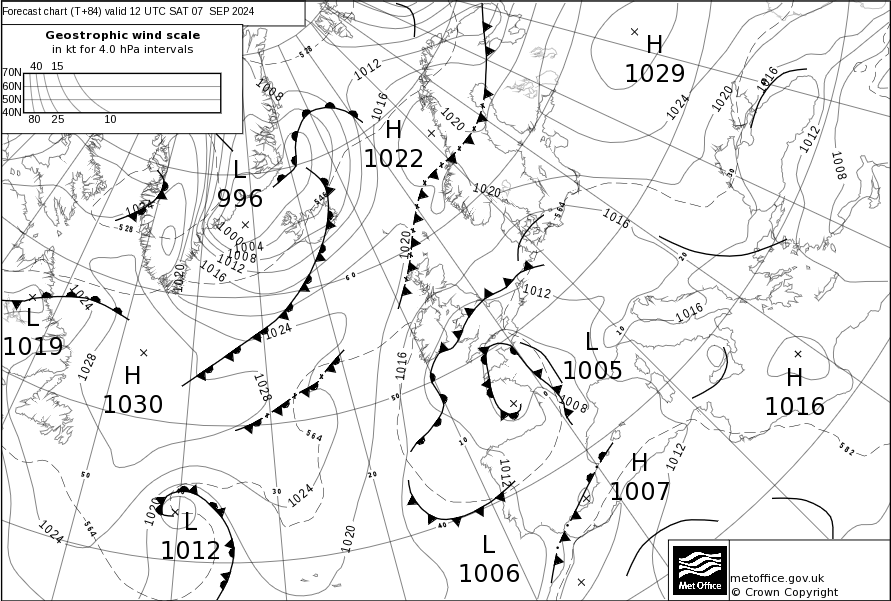 Forecast chart (T+84) valid 12 UTC SAT 07 SEP 2024
Geostrophic wind scale
in kt for 4.0 hPa intervals
40 15
70N
60N
50N
40N
80 25 10
528
1012
1008
1016
H
1029
1016
1024
1020
1012
1008
H
1022
1020
L
996
1020
1024
528
1000
1004
1008
1012
1016
1020
564
1016
1020
60
20
L
1019
1024
1012
1016
1024
10
L
1005
1028
H
1030
1028
1016
50
1008
0
H
1016
564
10
582
50
30
20
1024
1012
1012
H
1007
1020
L
1012
564
1024
1020
40
L
1006
Met Office
metoffice.gov.uk
© Crown Copyright